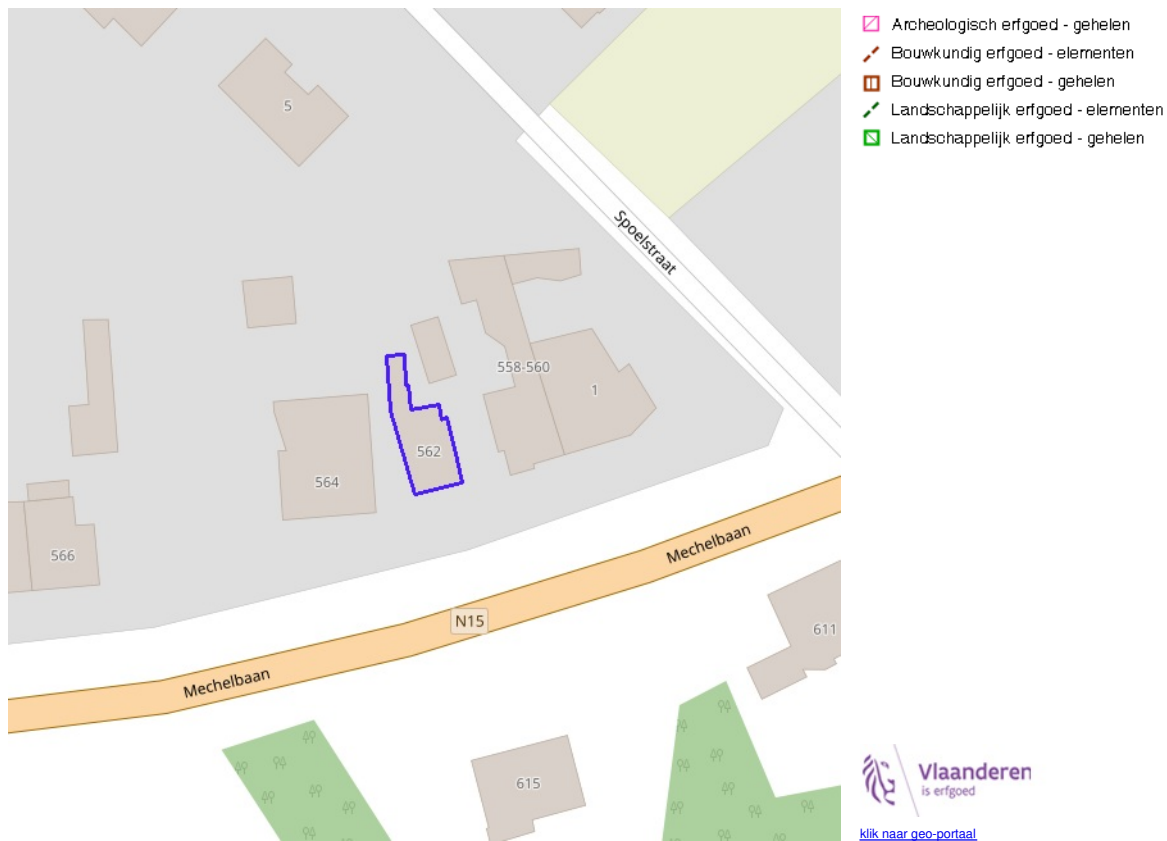 Archeologisch erfgoed - gehelen
Bouwkundig erfgoed - elementen
Bouwkundig erfgoed - gehelen
Landschappelijk erfgoed - elementen
Landschappelijk erfgoed - gehelen
5
Spoelstraat
558-560
1
562
564
566
Mechelbaan
N15
611
Mechelbaan
615
Vlaanderen
is erfgoed
klik naar geo-portaal